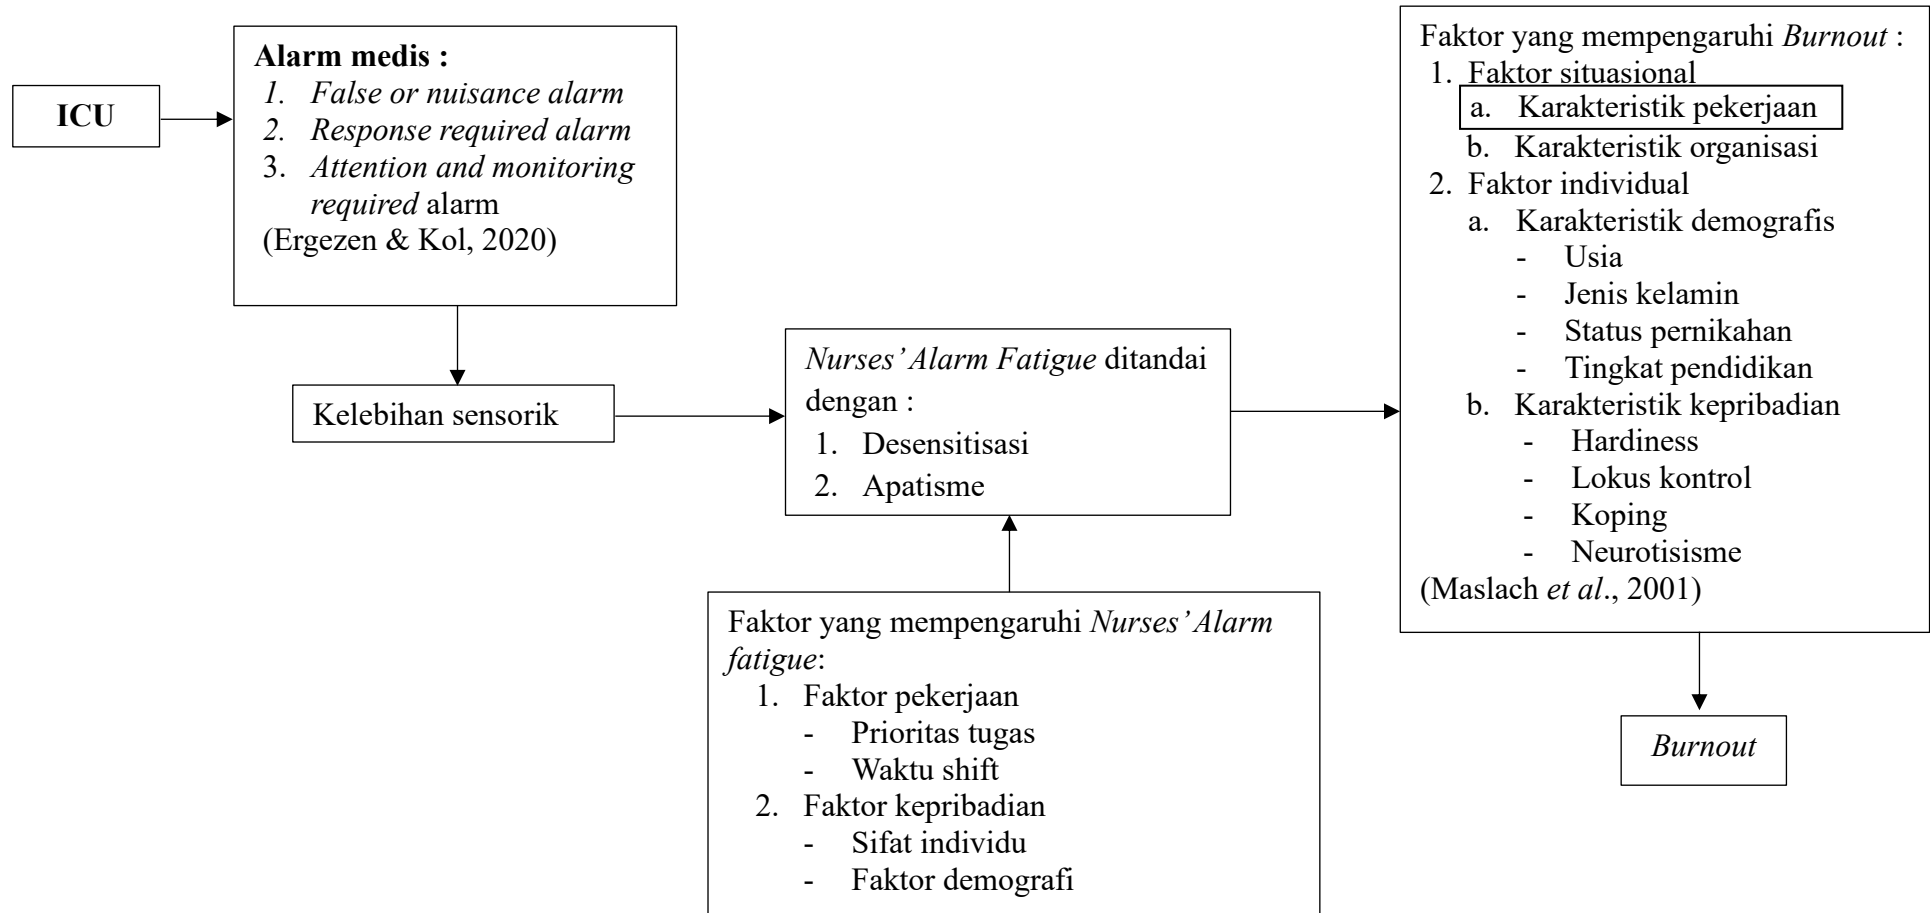 ICU
Alarm medis :
1. False or nuisance alarm
2. Response required alarm
3. Attention and monitoring
required alarm
(Ergezen & Kol, 2020)
Kelebihan sensorik
Nurses’ Alarm Fatigue ditandai
dengan :
1. Desensitisasi
2. Apatisme
Faktor yang mempengaruhi Nurses’ Alarm
fatigue:
1. Faktor pekerjaan
- Prioritas tugas
- Waktu shift
2. Faktor kepribadian
- Sifat individu
- Faktor demografi
Faktor yang mempengaruhi Burnout :
1. Faktor situasional
a. Karakteristik pekerjaan
b. Karakteristik organisasi
2. Faktor individual
a. Karakteristik demografis
- Usia
- Jenis kelamin
- Status pernikahan
- Tingkat pendidikan
b. Karakteristik kepribadian
- Hardiness
- Lokus kontrol
- Koping
- Neurotisisme
(Maslach et al., 2001)
Burnout